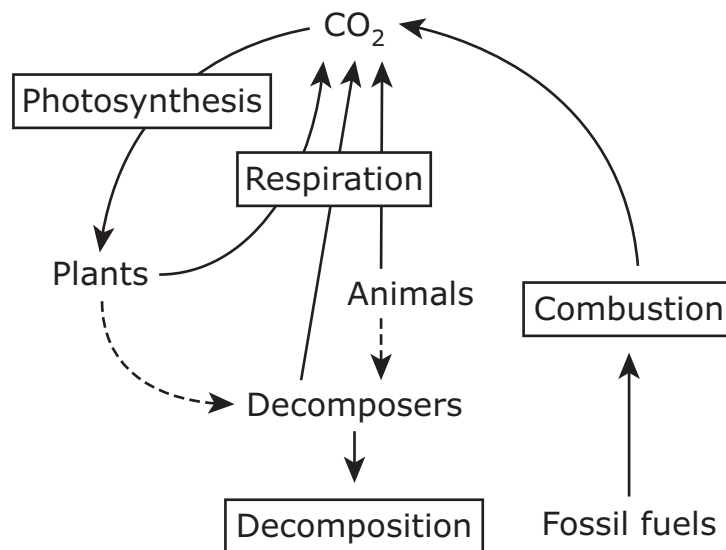 CO₂
Photosynthesis
Respiration
Plants
Animals
Combustion
Decomposers
Decomposition
Fossil fuels